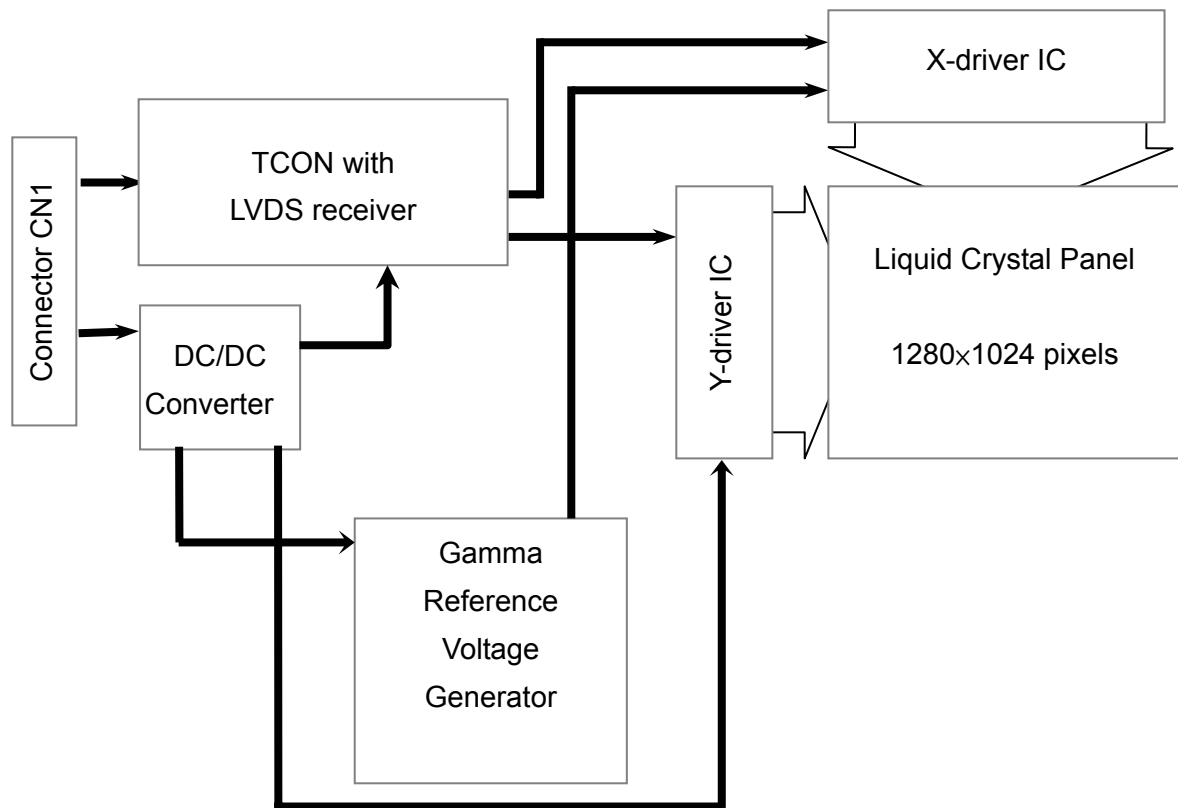 X-driver IC
TCON with
LVDS receiver
Connector CN1
Y-driver IC
Liquid Crystal Panel
1280×1024 pixels
DC/DC
Converter
Gamma
Reference
Voltage
Generator